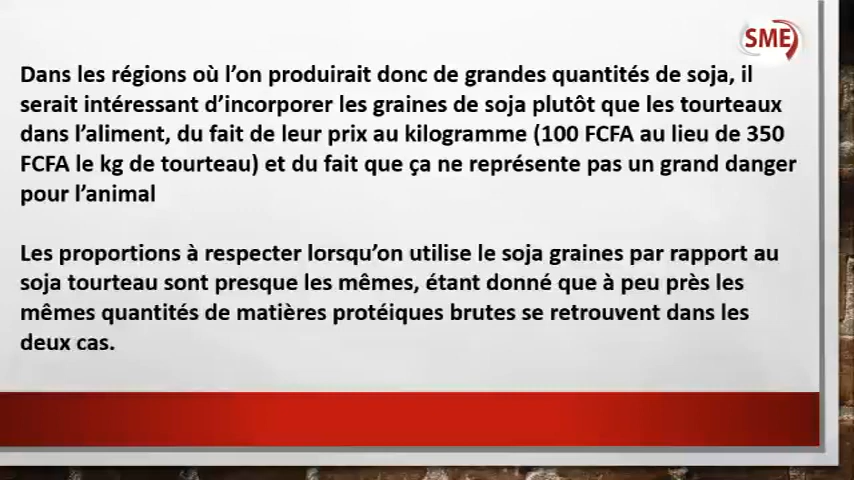 SME
Dans les régions où l’on produirait donc de grandes quantités de soja, il
serait intéressant d’incorporer les graines de soja plutôt que les tourteaux
dans l’aliment, du fait de leur prix au kilogramme (100 FCFA au lieu de 350
FCFA le kg de tourteau) et du fait que ça ne représente pas un grand danger
pour l’animal
Les proportions à respecter lorsqu’on utilise le soja graines par rapport au
soja tourteau sont presque les mêmes, étant donné que à peu près les
mêmes quantités de matières protéiques brutes se retrouvent dans les
deux cas.